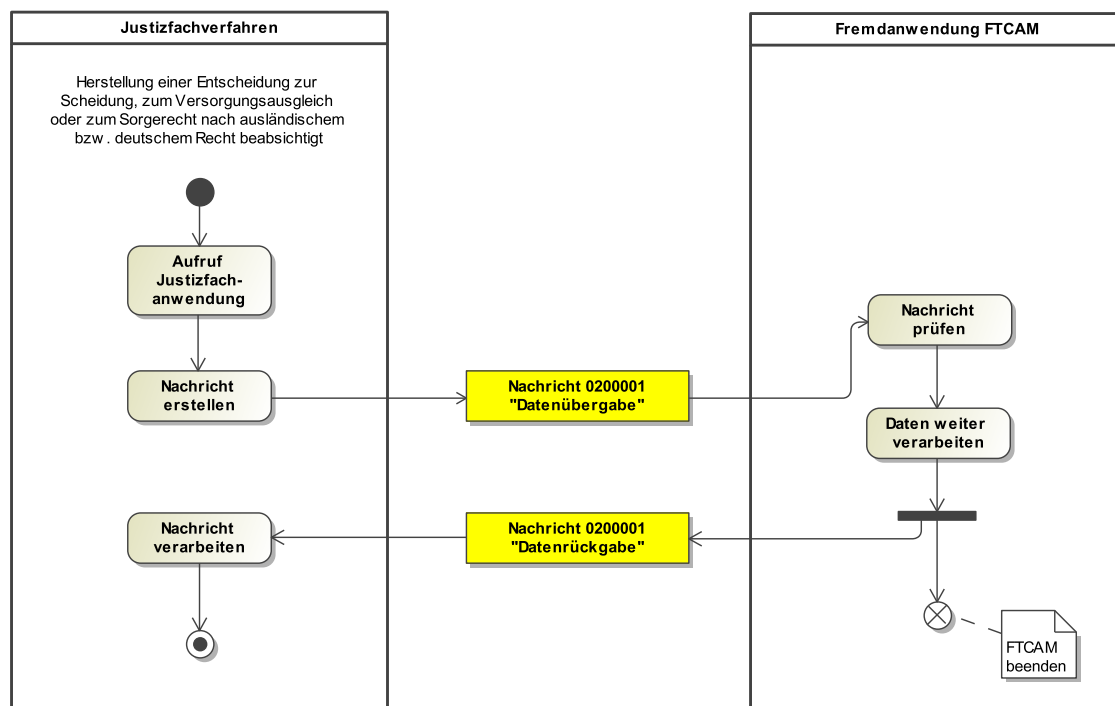 Justizfachverfahren
Fremdanwendung FTCAM
Herstellung einer Entscheidung zur
Scheidung, zum Versorgungsausgleich
oder zum Sorgerecht nach ausländischem
bzw. deutschem Recht beabsichtigt
Aufruf
Justizfach-
anwendung
Nachricht
erstellen
Nachricht 0200001
"Datenübergabe"
Nachricht
prüfen
Daten weiter
verarbeiten
Nachricht 0200001
"Datenrückgabe"
Nachricht
verarbeiten
FTCAM
beenden